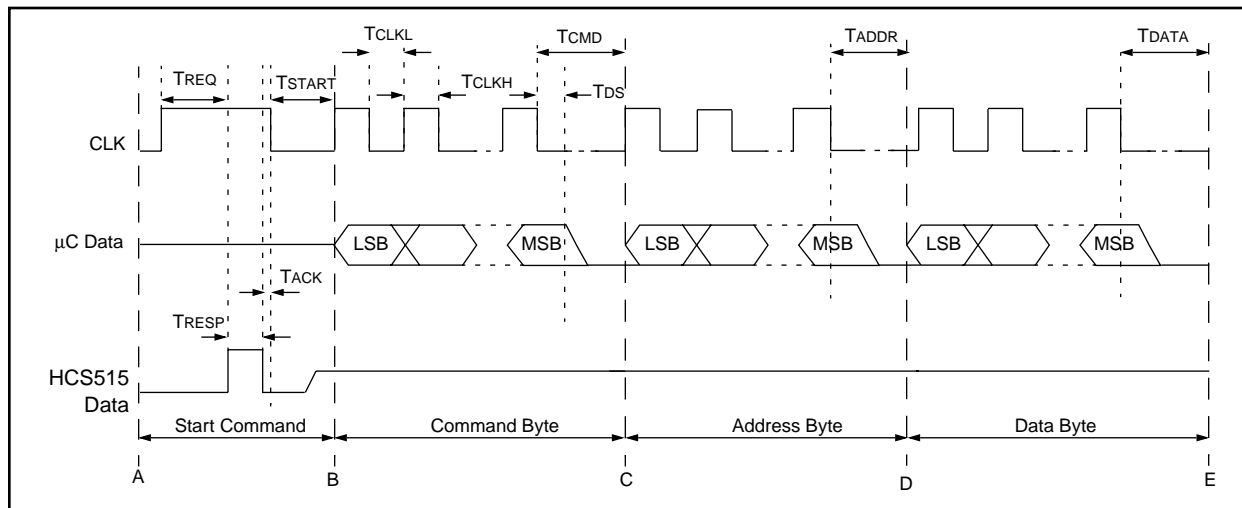 TCLKL
TCMD
TADDR
TDATA
TREQ
TSTART
TCLKH
TDS
CLK
µC Data
LSB
MSB
LSB
MSB
LSB
MSB
TACK
TRESP
HCS515
Data
Start Command
Command Byte
Address Byte
Data Byte
A
B
C
D
E